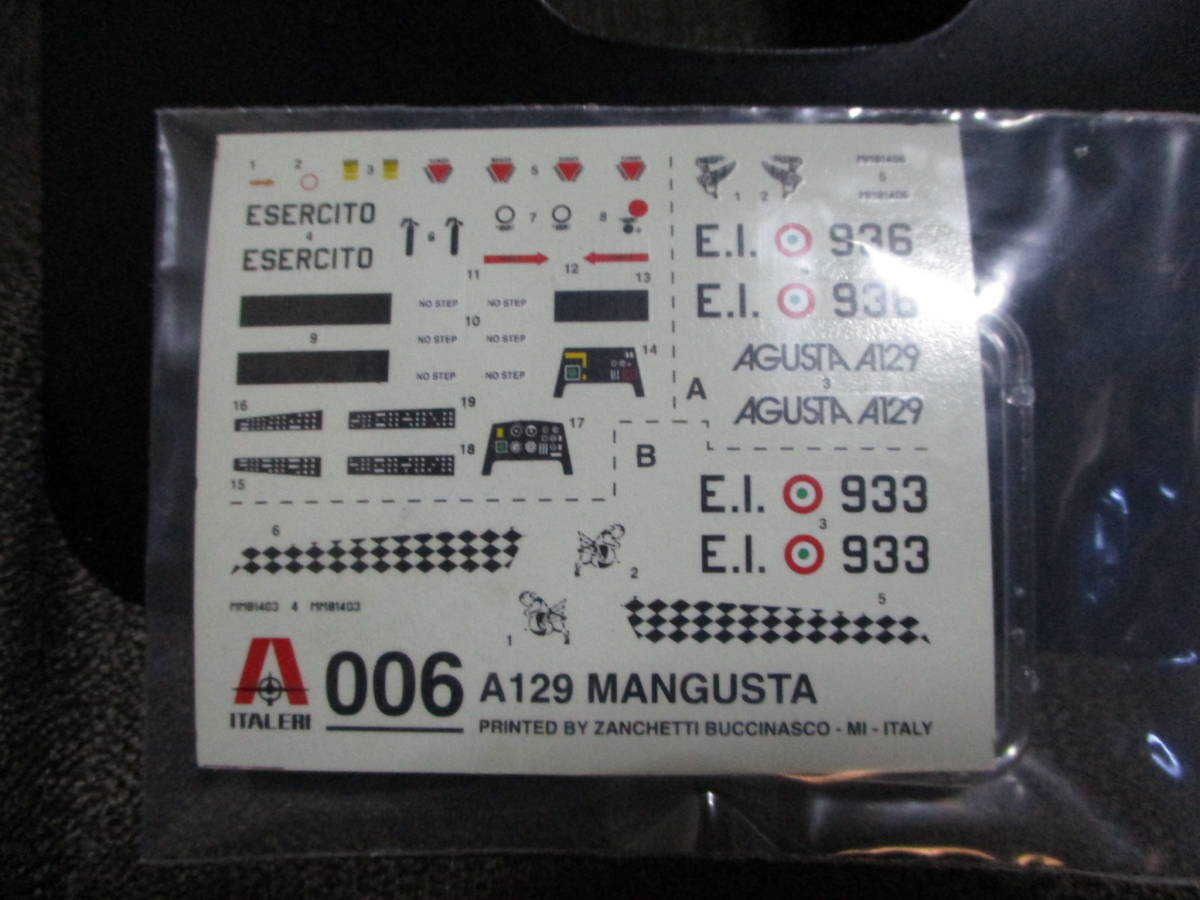 1 2 3 5
ESERCITO
4
ESERCITO
6 7 8
11 12 13
NO STEP NO STEP
10
NO STEP NO STEP
9
NO STEP NO STEP
14
16 19
17
18
15
1 2
MM81406
5
MM81406
E.I. 936
E.I. 936
AGUSTA A129
3
AGUSTA A129
A
B
E.I. 933
3
E.I. 933
6
2
MM81403 4 MM81403
1
5
ITALERI
006 A129 MANGUSTA
PRINTED BY ZANCHETTI BUCCINASCO - MI - ITALY